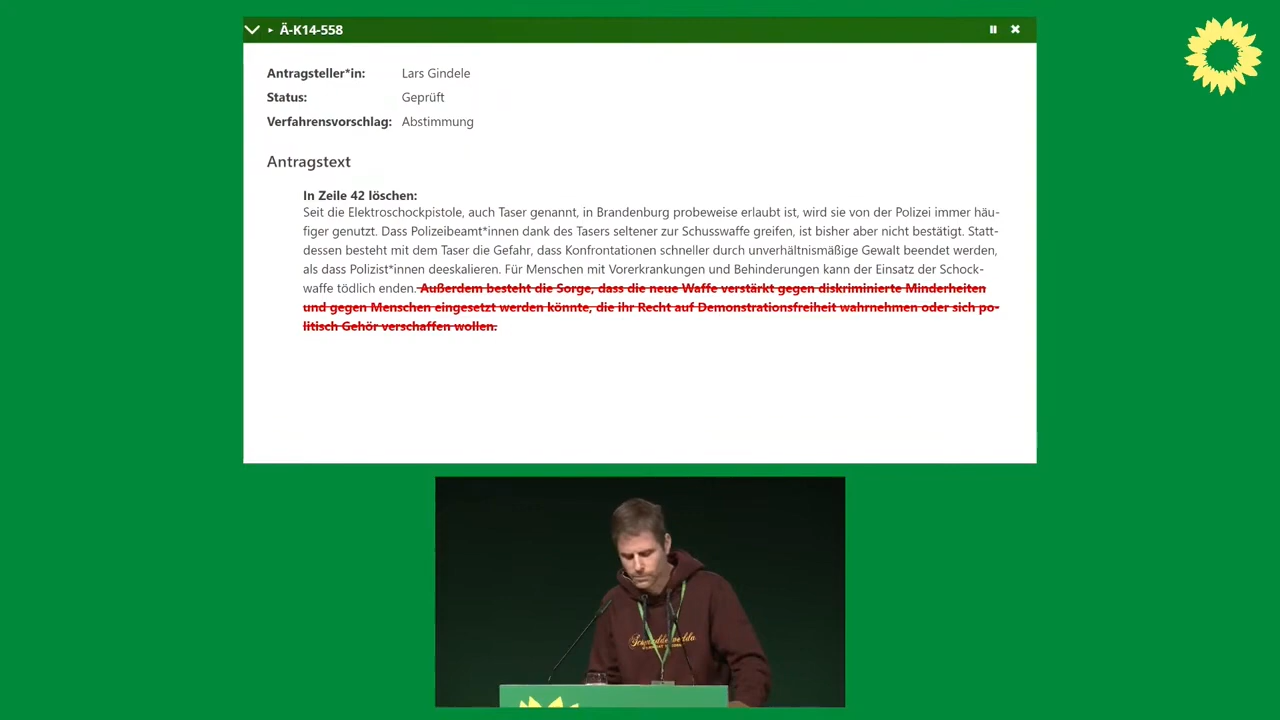 Ä-K14-558
Antragsteller*in: Lars Gindele
Status: Geprüft
Verfahrensvorschlag: Abstimmung
Antragstext
In Zeile 42 löschen:
Seit die Elektroschockpistole, auch Taser genannt, in Brandenburg probeweise erlaubt ist, wird sie von der Polizei immer häu-
figer genutzt. Dass Polizeibeamt*innen dank des Tasers seltener zur Schusswaffe greifen, ist bisher aber nicht bestätigt. Statt-
dessen besteht mit dem Taser die Gefahr, dass Konfrontationen schneller durch unverhältnismäßige Gewalt beendet werden,
als dass Polizist*innen deeskalieren. Für Menschen mit Vorerkrankungen und Behinderungen kann der Einsatz der Schock-
waffe tödlich enden. Außerdem besteht die Sorge, dass die neue Waffe verstärkt gegen diskriminierte Minderheiten
und gegen Menschen eingesetzt werden könnte, die ihr Recht auf Demonstrationsfreiheit wahrnehmen oder sich po-
litisch Gehör verschaffen wollen.